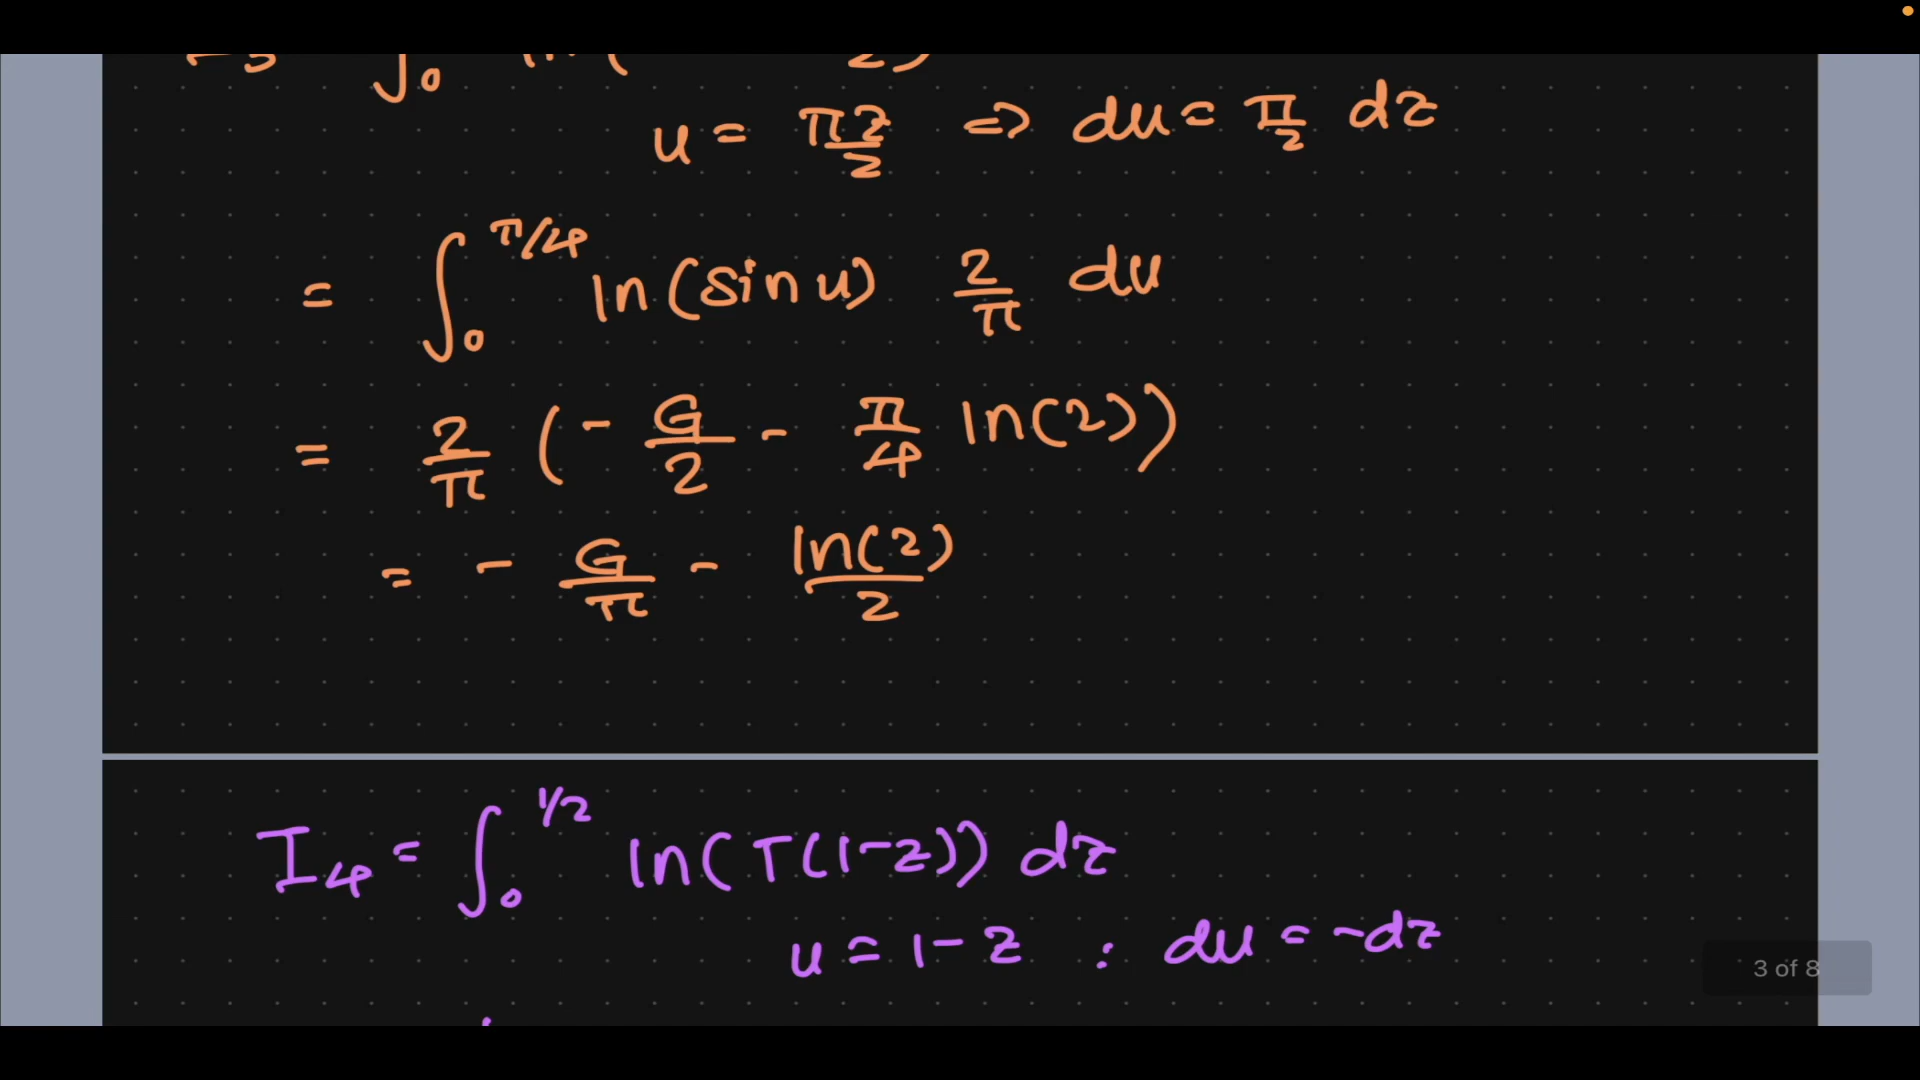 u = πz/2 ⇒ du = π/2 dz
= ∫₀^{π/4} ln(sin u) 2/π du
= 2/π (- G/2 - π/4 ln(2))
= - G/π - ln(2)/2
I₄ = ∫₀^{1/2} ln(Γ(1-z)) dz
u = 1-z : du = -dz
3 of 8